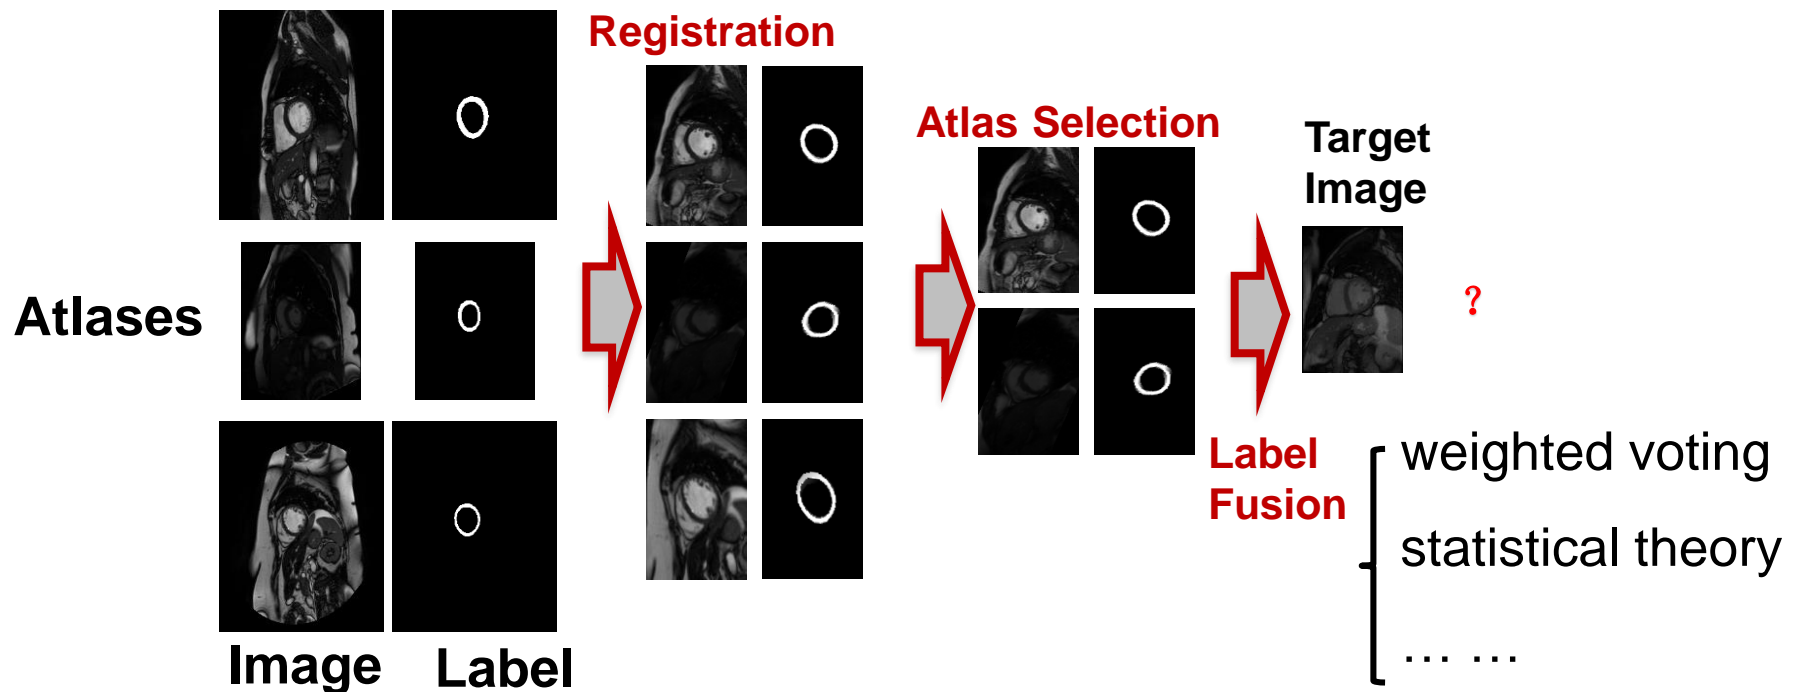 Registration
Atlas Selection
Target
Image
Atlases
?
Label
Fusion
weighted voting
statistical theory
... ...
Image
Label